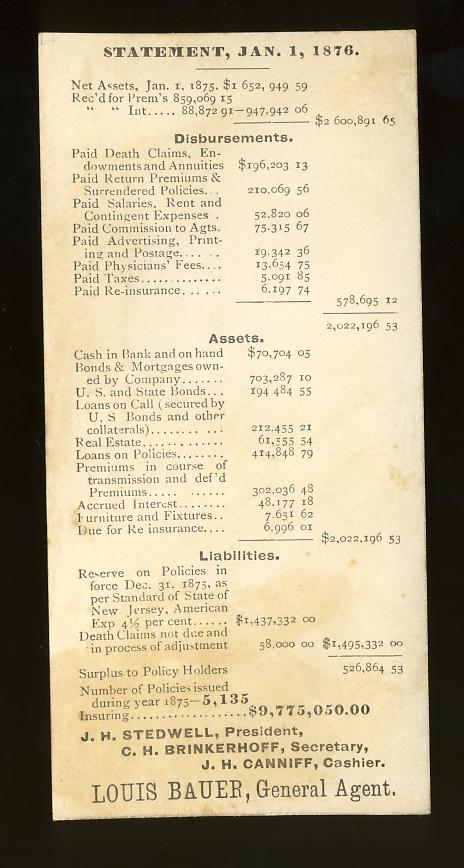 STATEMENT, JAN. 1, 1876.
Net Assets, Jan. 1, 1875. $1 652, 949 59
Rec'd for Prem's 859,069 15
" " Int..... 88,872 91—947,942 06
$2 600,891 65
Disbursements.
Paid Death Claims, En-
dowments and Annuities $196,203 13
Paid Return Premiums &
Surrendered Policies... 210.069 56
Paid Salaries, Rent and
Contingent Expenses . 52.820 06
Paid Commission to Agts. 75.315 67
Paid Advertising, Print-
ing and Postage...... 19.342 36
Paid Physicians' Fees.... 13,654 75
Paid Taxes.............. 5.091 85
Paid Re-insurance...... 6.197 74
578,695 12
2,022,196 53
Assets.
Cash in Bank and on hand $70,704 05
Bonds & Mortgages own-
ed by Company....... 703,287 10
U. S. and State Bonds... 194 484 55
Loans on Call (secured by
U. S Bonds and other
collaterals)........... 212.455 21
Real Estate............. 61,555 54
Loans on Policies........ 414,848 79
Premiums in course of
transmission and def'd
Premiums..... ...... 302,036 48
Accrued Interest........ 48.177 18
Furniture and Fixtures.. 7.651 62
Due for Re insurance.... 6,996 01
$2,022,196 53
Liabilities.
Reserve on Policies in
force Dec. 31. 1875, as
per Standard of State of
New Jersey. American
Exp 4½ per cent...... $1,437,332 00
Death Claims not due and
in process of adjustment 58.000 00 $1,495,332 00
Surplus to Policy Holders 526,864 53
Number of Policies issued
during year 1875—5,135
Insuring.................$9,775,050.00
J. H. STEDWELL, President,
C. H. BRINKERHOFF, Secretary,
J. H. CANNIFF, Cashier.
LOUIS BAUER, General Agent.